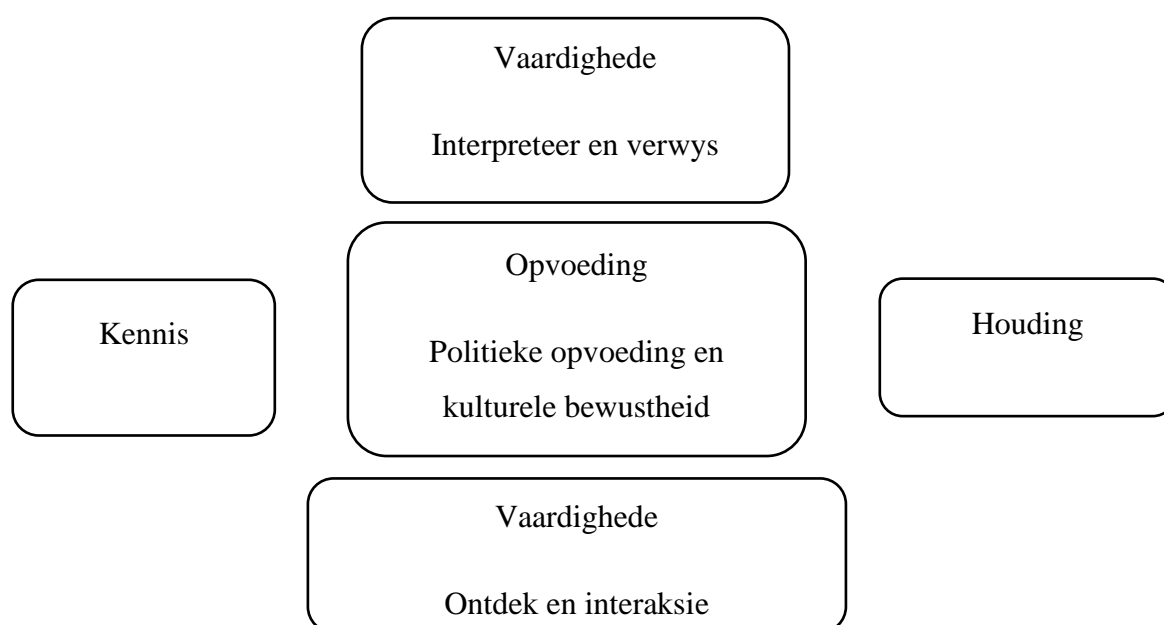 Vaardighede
Interpreteer en verwys
Kennis
Opvoeding
Politieke opvoeding en
kulturele bewustheid
Houding
Vaardighede
Ontdek en interaksie